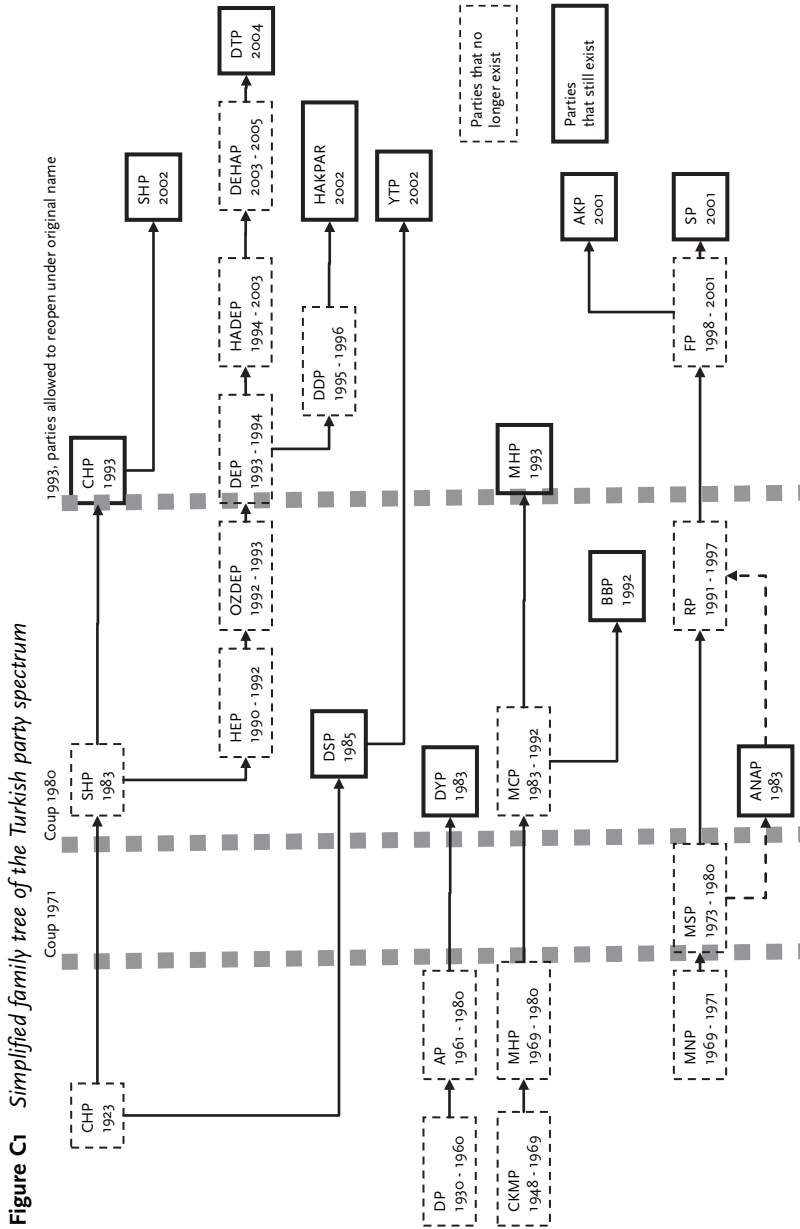 Figure C1 Simplified family tree of the Turkish party spectrum
Coup 1971
Coup 1980
1993, parties allowed to reopen under original name
CHP
1923
SHP
1983
CHP
1993
SHP
2002
HEP
1990 - 1992
OZDEP
1992 - 1993
DEP
1993 - 1994
HADEP
1994 - 2003
DEHAP
2003 - 2005
DTP
2004
DDP
1995 - 1996
HAKPAR
2002
DSP
1985
YTP
2002
DP
1930 - 1960
AP
1961 - 1980
DYP
1983
CKMP
1948 - 1969
MHP
1969 - 1980
MCP
1983 - 1992
MHP
1993
BBP
1992
MNP
1969 - 1971
MSP
1973 - 1980
RP
1991 - 1997
FP
1998 - 2001
SP
2001
AKP
2001
ANAP
1983
Parties that no
longer exist
Parties
that still exist